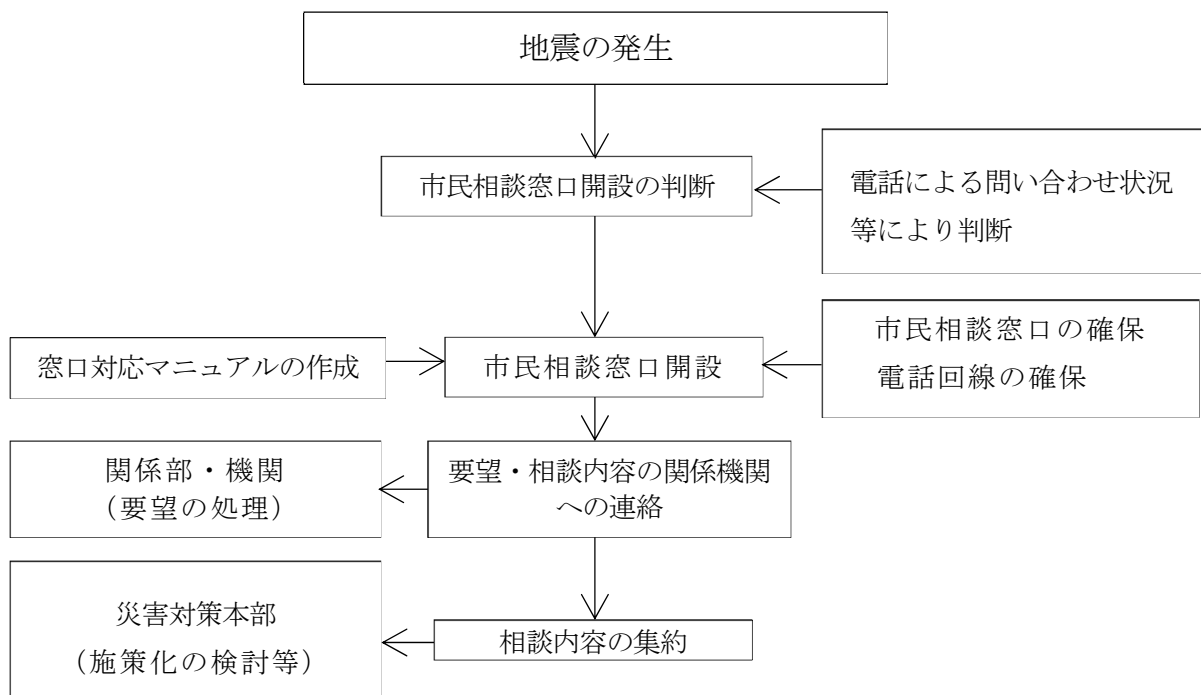 地震の発生
市民相談窓口開設の判断
電話による問い合わせ状況
等により判断
市民相談窓口の確保
電話回線の確保
窓口対応マニュアルの作成
市民相談窓口開設
関係部・機関
（要望の処理）
要望・相談内容の関係機関
への連絡
災害対策本部
（施策化の検討等）
相談内容の集約